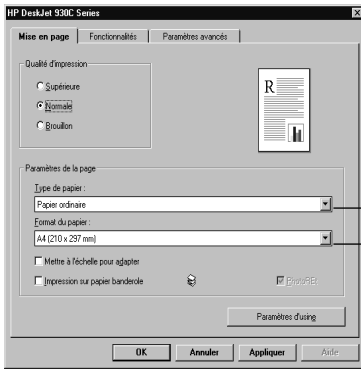 HP DeskJet 930C Series
Mise en page Fonctionnalités Paramètres avancés
Qualité d'impression
Supérieure
Normale
Brouillon
R
Paramètres de la page
Type de papier :
Papier ordinaire
Format du papier :
A4 (210 x 297 mm)
Mettre à l'échelle pour adapter
Impression sur papier banderole
PhotoREt
Paramètres d'usine
OK Annuler Appliquer Aide